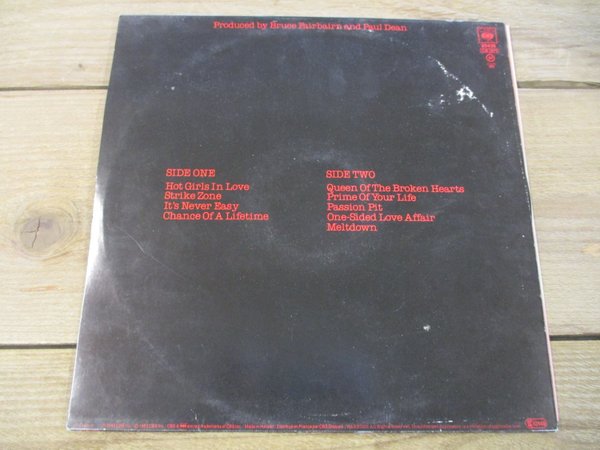 Produced by Bruce Fairbairn and Paul Dean
CBS
SIDE ONE
Hot Girls In Love
Strike Zone
It's Never Easy
Chance Of A Lifetime
SIDE TWO
Queen Of The Broken Hearts
Prime Of Your Life
Passion Pit
One-Sided Love Affair
Meltdown